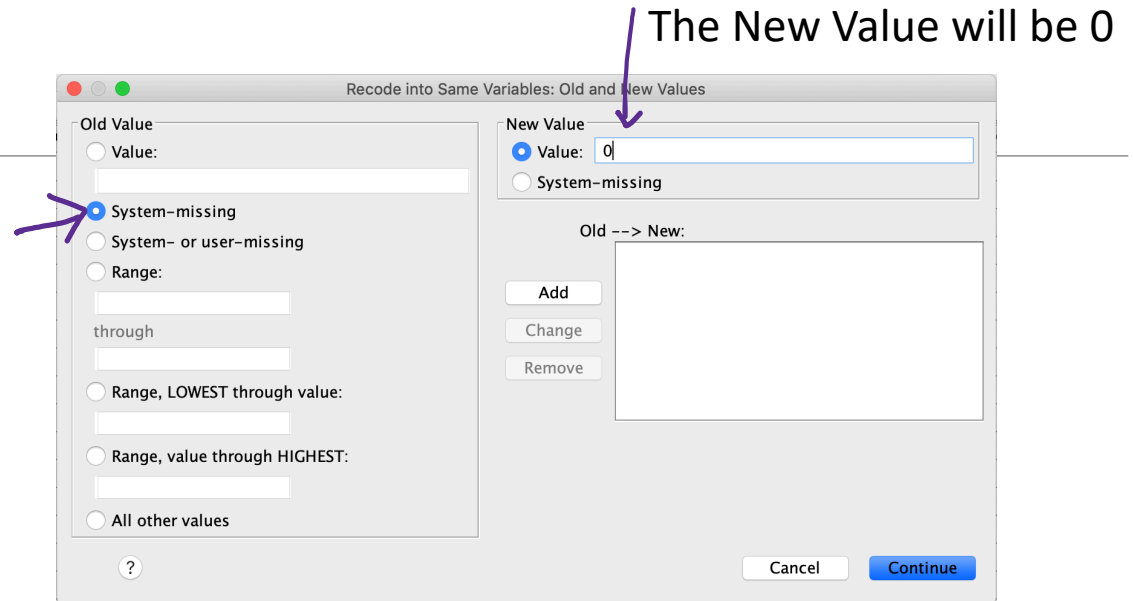 The New Value will be 0
Recode into Same Variables: Old and New Values
Old Value
Value:
System-missing
System- or user-missing
Range:
through
Range, LOWEST through value:
Range, value through HIGHEST:
All other values
New Value
Value: 0
System-missing
Old --> New:
Add
Change
Remove
?
Cancel
Continue